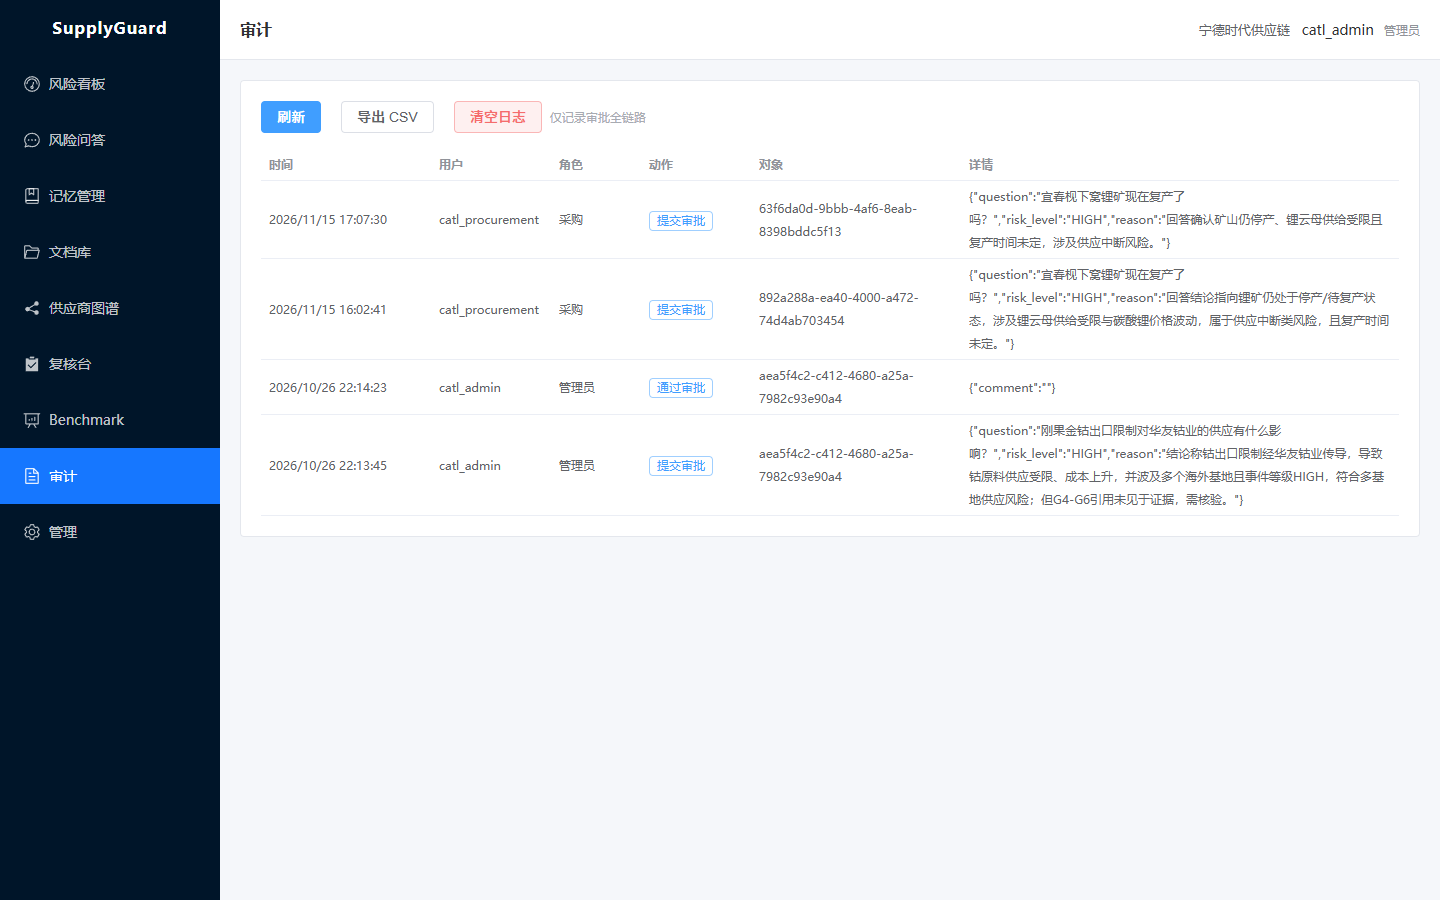 SupplyGuard
风险看板
风险问答
记忆管理
文档库
供应商图谱
复核台
Benchmark
审计
管理
审计
宁德时代供应链 catl_admin 管理员
刷新 导出 CSV 清空日志 仅记录审批全链路
时间 用户 角色 动作 对象 详情
2026/11/15 17:07:30 catl_procurement 采购 提交审批
63f6da0d-9bbb-4af6-8eab-
8398bddc5f13
{"question":"宜春枧下窝锂矿现在复产了
吗？","risk_level":"HIGH","reason":"回答确认矿山仍停产、锂云母供给受限且
复产时间未定，涉及供应中断风险。"}
2026/11/15 16:02:41 catl_procurement 采购 提交审批
892a288a-ea40-4000-a472-
74d4ab703454
{"question":"宜春枧下窝锂矿现在复产了
吗？","risk_level":"HIGH","reason":"回答结论指向锂矿仍处于停产/待复产状
态，涉及锂云母供给受限与碳酸锂价格波动，属于供应中断类风险，且复产时间
未定。"}
2026/10/26 22:14:23 catl_admin 管理员 通过审批
aea5f4c2-c412-4680-a25a-
7982c93e90a4
{"comment":""}
2026/10/26 22:13:45 catl_admin 管理员 提交审批
aea5f4c2-c412-4680-a25a-
7982c93e90a4
{"question":"刚果金钴出口限制对华友钴业的供应有什么影
响？","risk_level":"HIGH","reason":"结论称钴出口限制经华友钴业传导，导致
钴原料供应受限、成本上升，并波及多个海外基地且事件等级HIGH，符合多基
地供应风险；但G4-G6引用未见于证据，需核验。"}